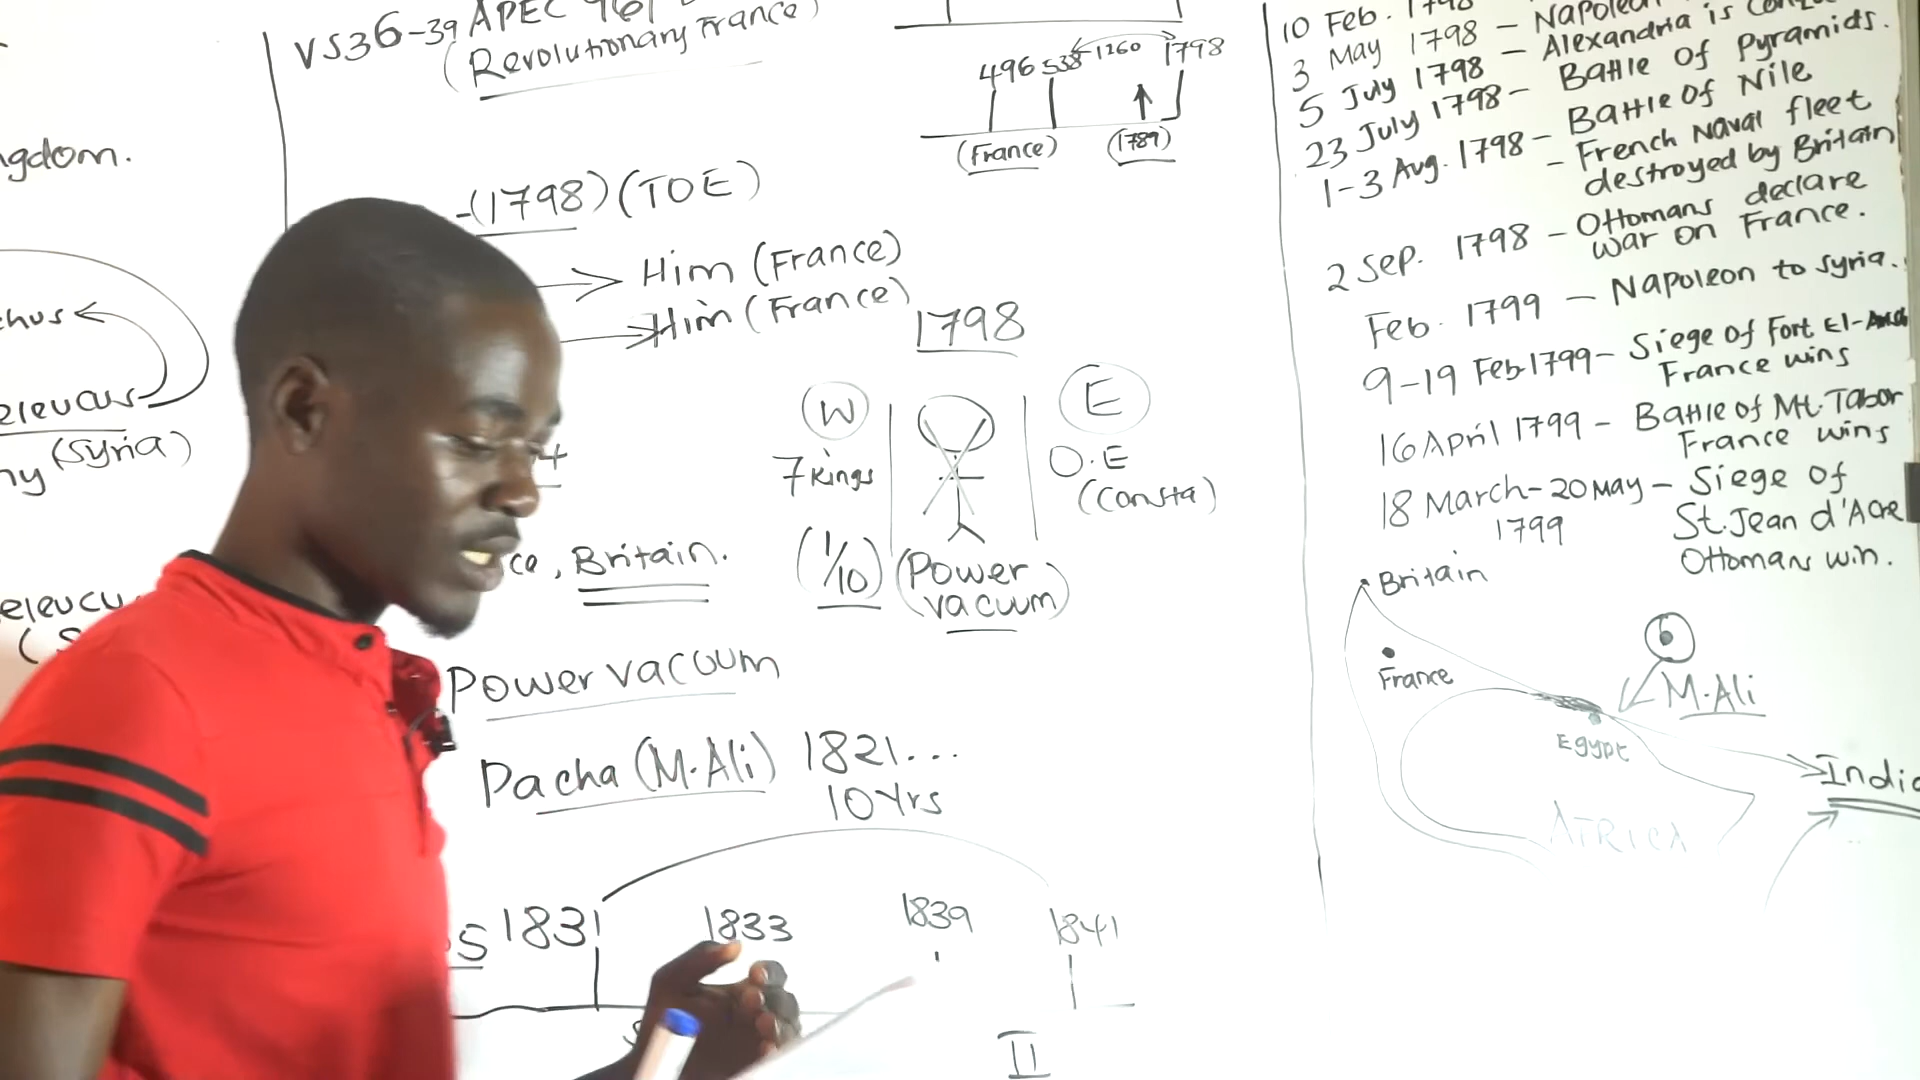 VS36-39 APEC 961
(Revolutionary France)
gdom.
hus
eleucus
(Syria)
ny
eleucu
496 538 1260 1798
(France) (1789)
-(1798) (TOE)
Him (France)
Him (France)
1798
W E
7 kings O.E
(Consta)
ce, Britain. (1/10) (Power
vacuum)
Power vacuum
Pacha (M.Ali) 1821...
10 Yrs
S 1831 1833 1839 1841
II
10 Feb. 1798
3 May 1798 - Napoleon
5 July 1798 - Alexandria is
23 July 1798 - Battle of Pyramids.
1-3 Aug. 1798 - Battle of Nile
- French Naval fleet
destroyed by Britain
2 Sep. 1798 - Ottomans declare
war on France.
Feb. 1799 - Napoleon to Syria.
9-19 Feb 1799 - Siege of Fort El-
France wins
16 April 1799 - Battle of Mt. Tabor
France wins
18 March-20 May - Siege of
1799 St. Jean d'Acre
Ottomans win.
Britain
6
France M.Ali
Egypt
India
AFRICA